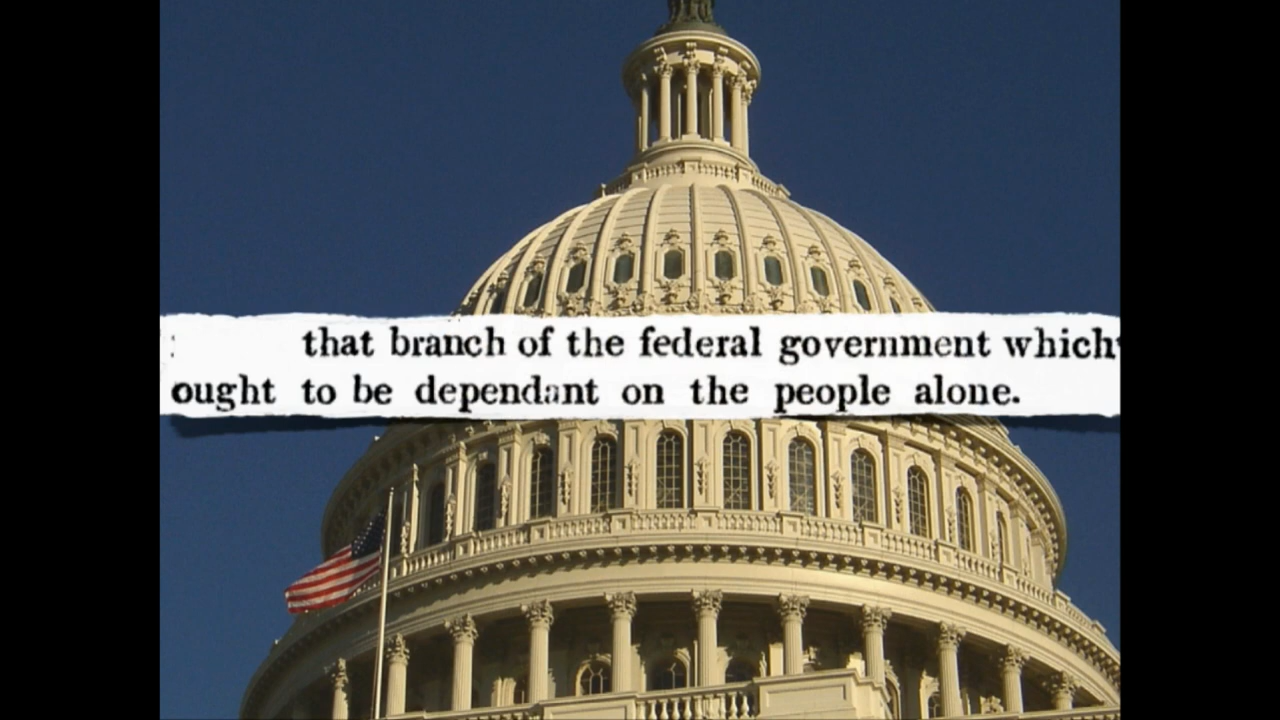 that branch of the federal government which
ought to be dependant on the people alone.